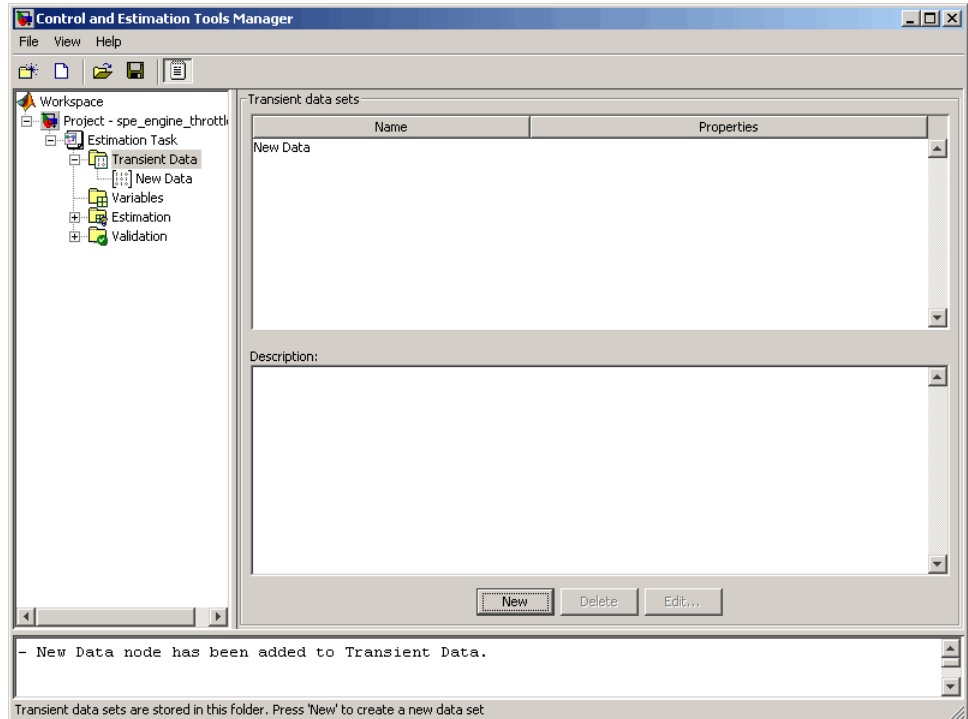 Control and Estimation Tools Manager
File View Help
Workspace
Project - spe_engine_throttl
Estimation Task
Transient Data
New Data
Variables
Estimation
Validation
Transient data sets
Name Properties
New Data
Description:
New Delete Edit...
- New Data node has been added to Transient Data.
Transient data sets are stored in this folder. Press 'New' to create a new data set